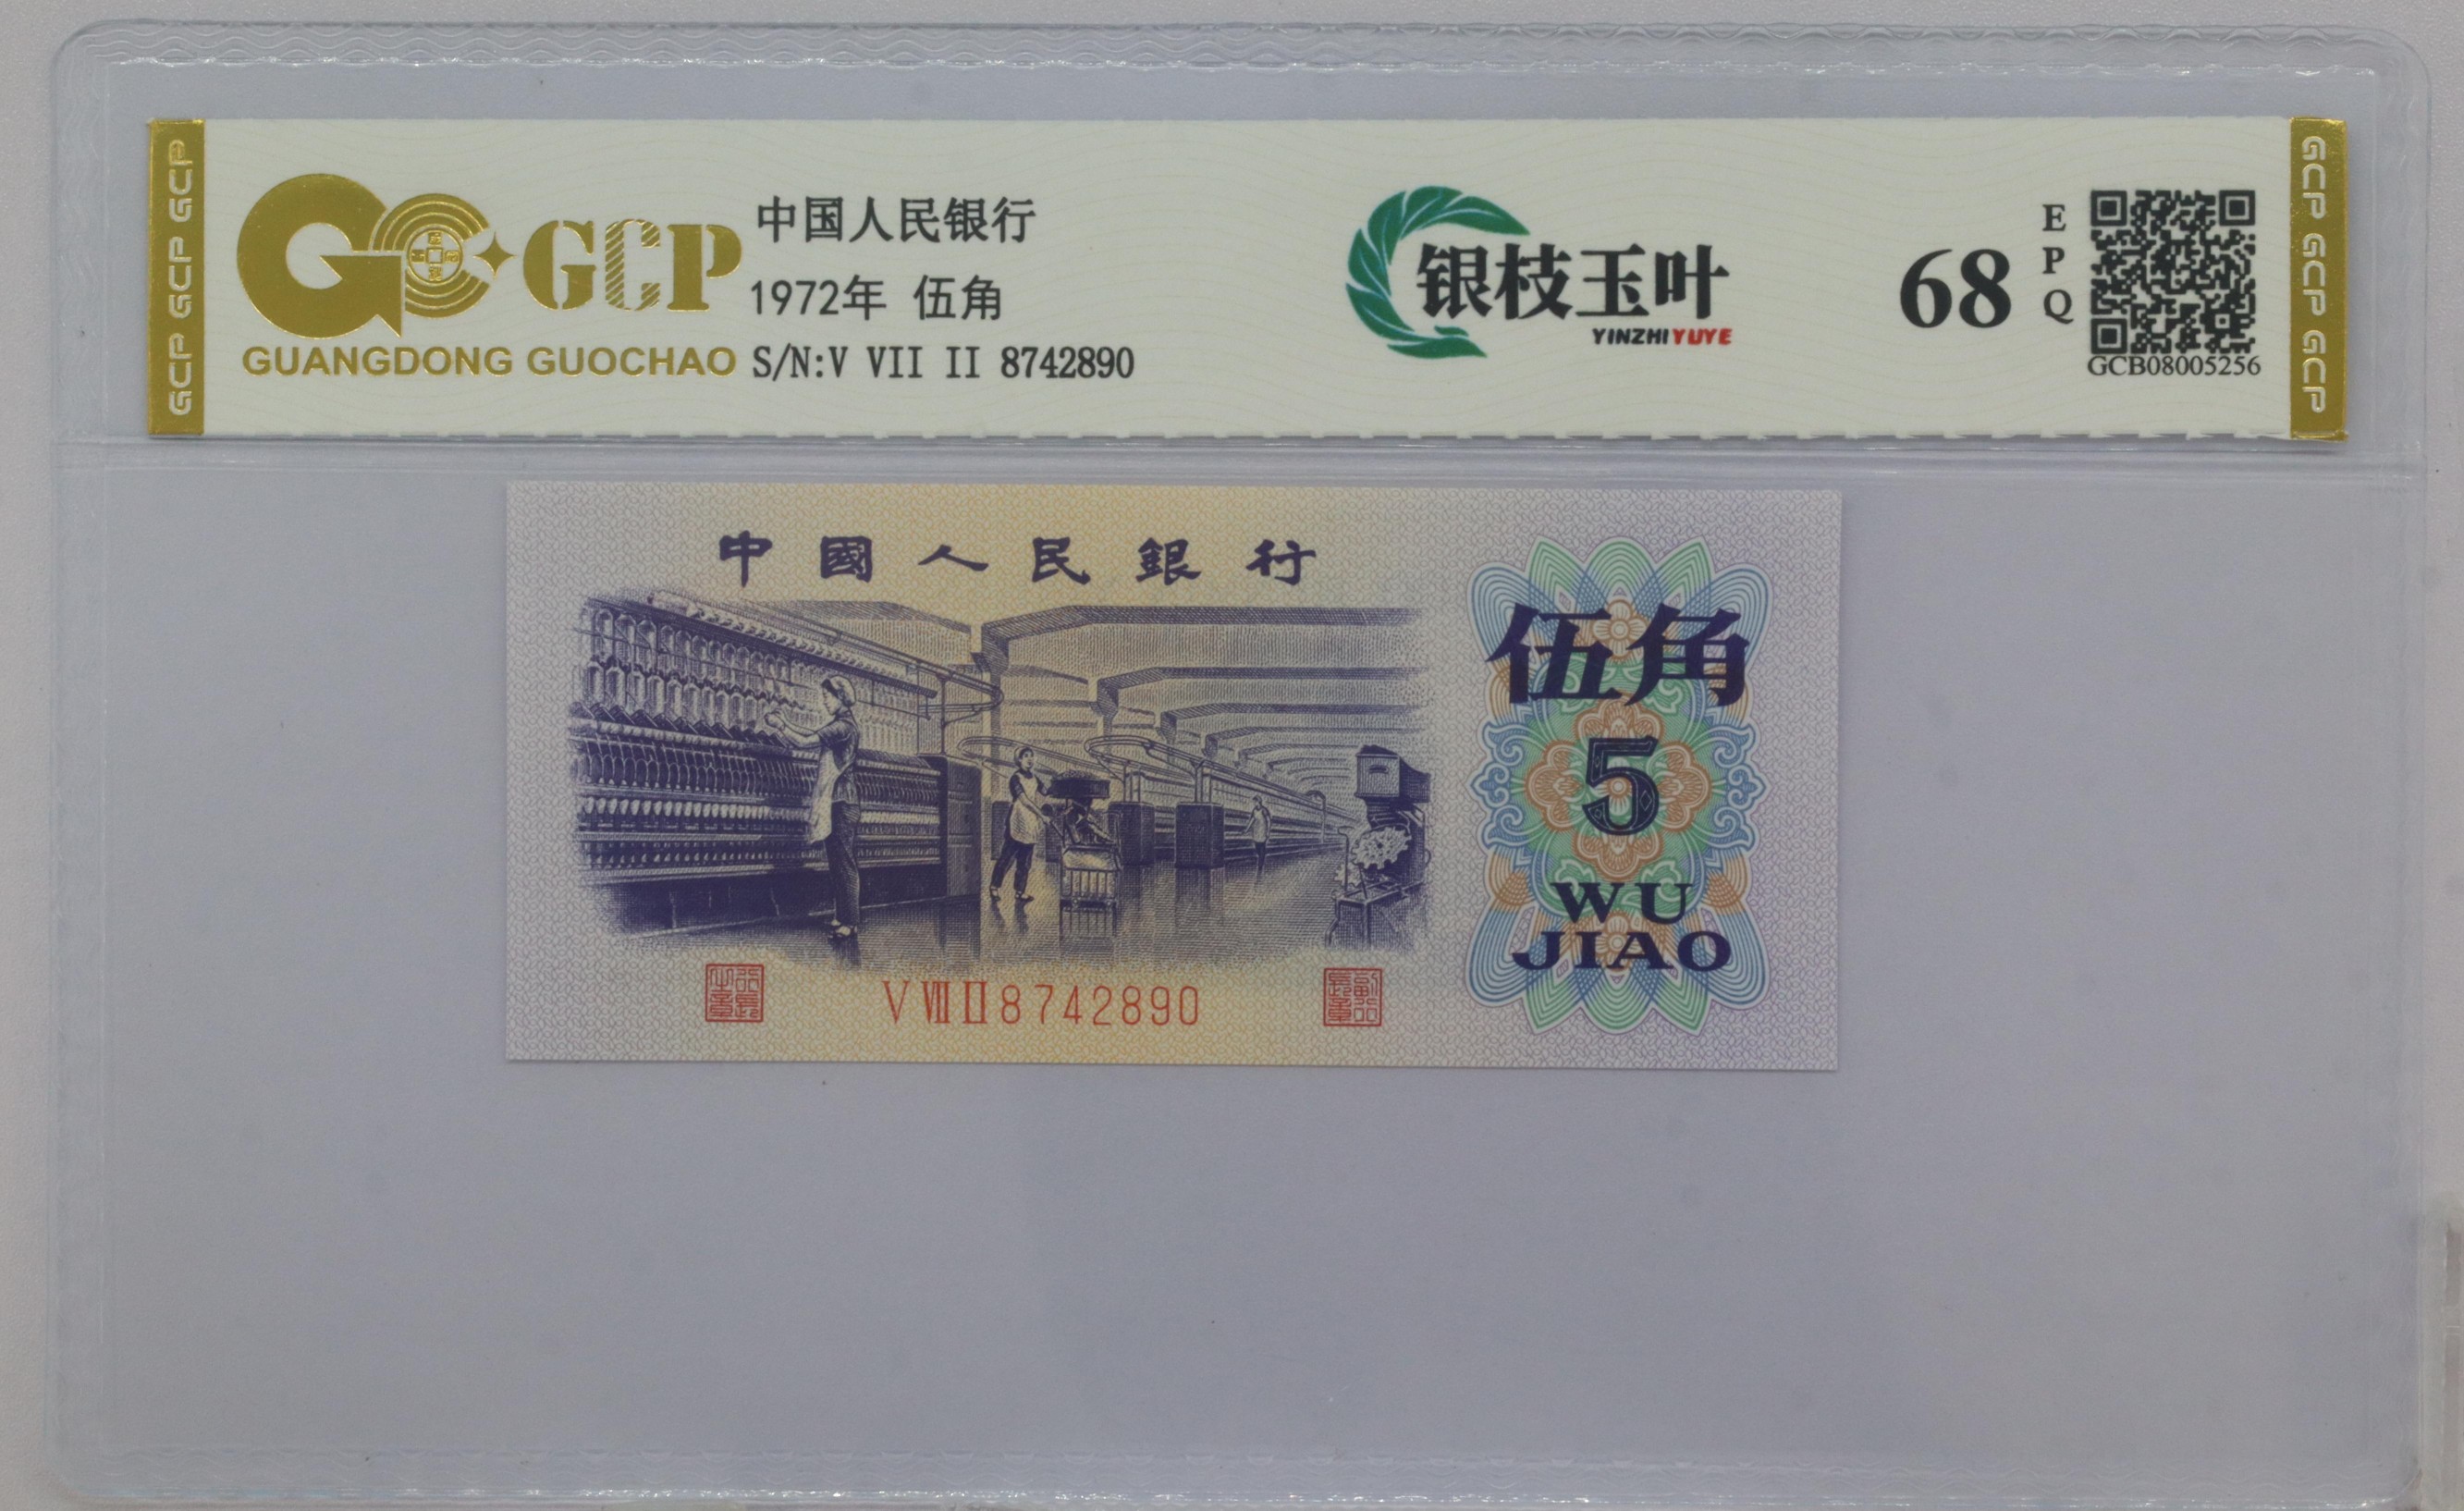 GCP GCP GCP
GCP
GUANGDONG GUOCHAO
中国人民银行
1972年 伍角
S/N:V VII II 8742890
银枝玉叶
YINZHIYUYE
68
EPQ
GCB08005256
GCP GCP GCP
中國人民銀行
伍角
5
WU
JIAO
V VII II 8742890